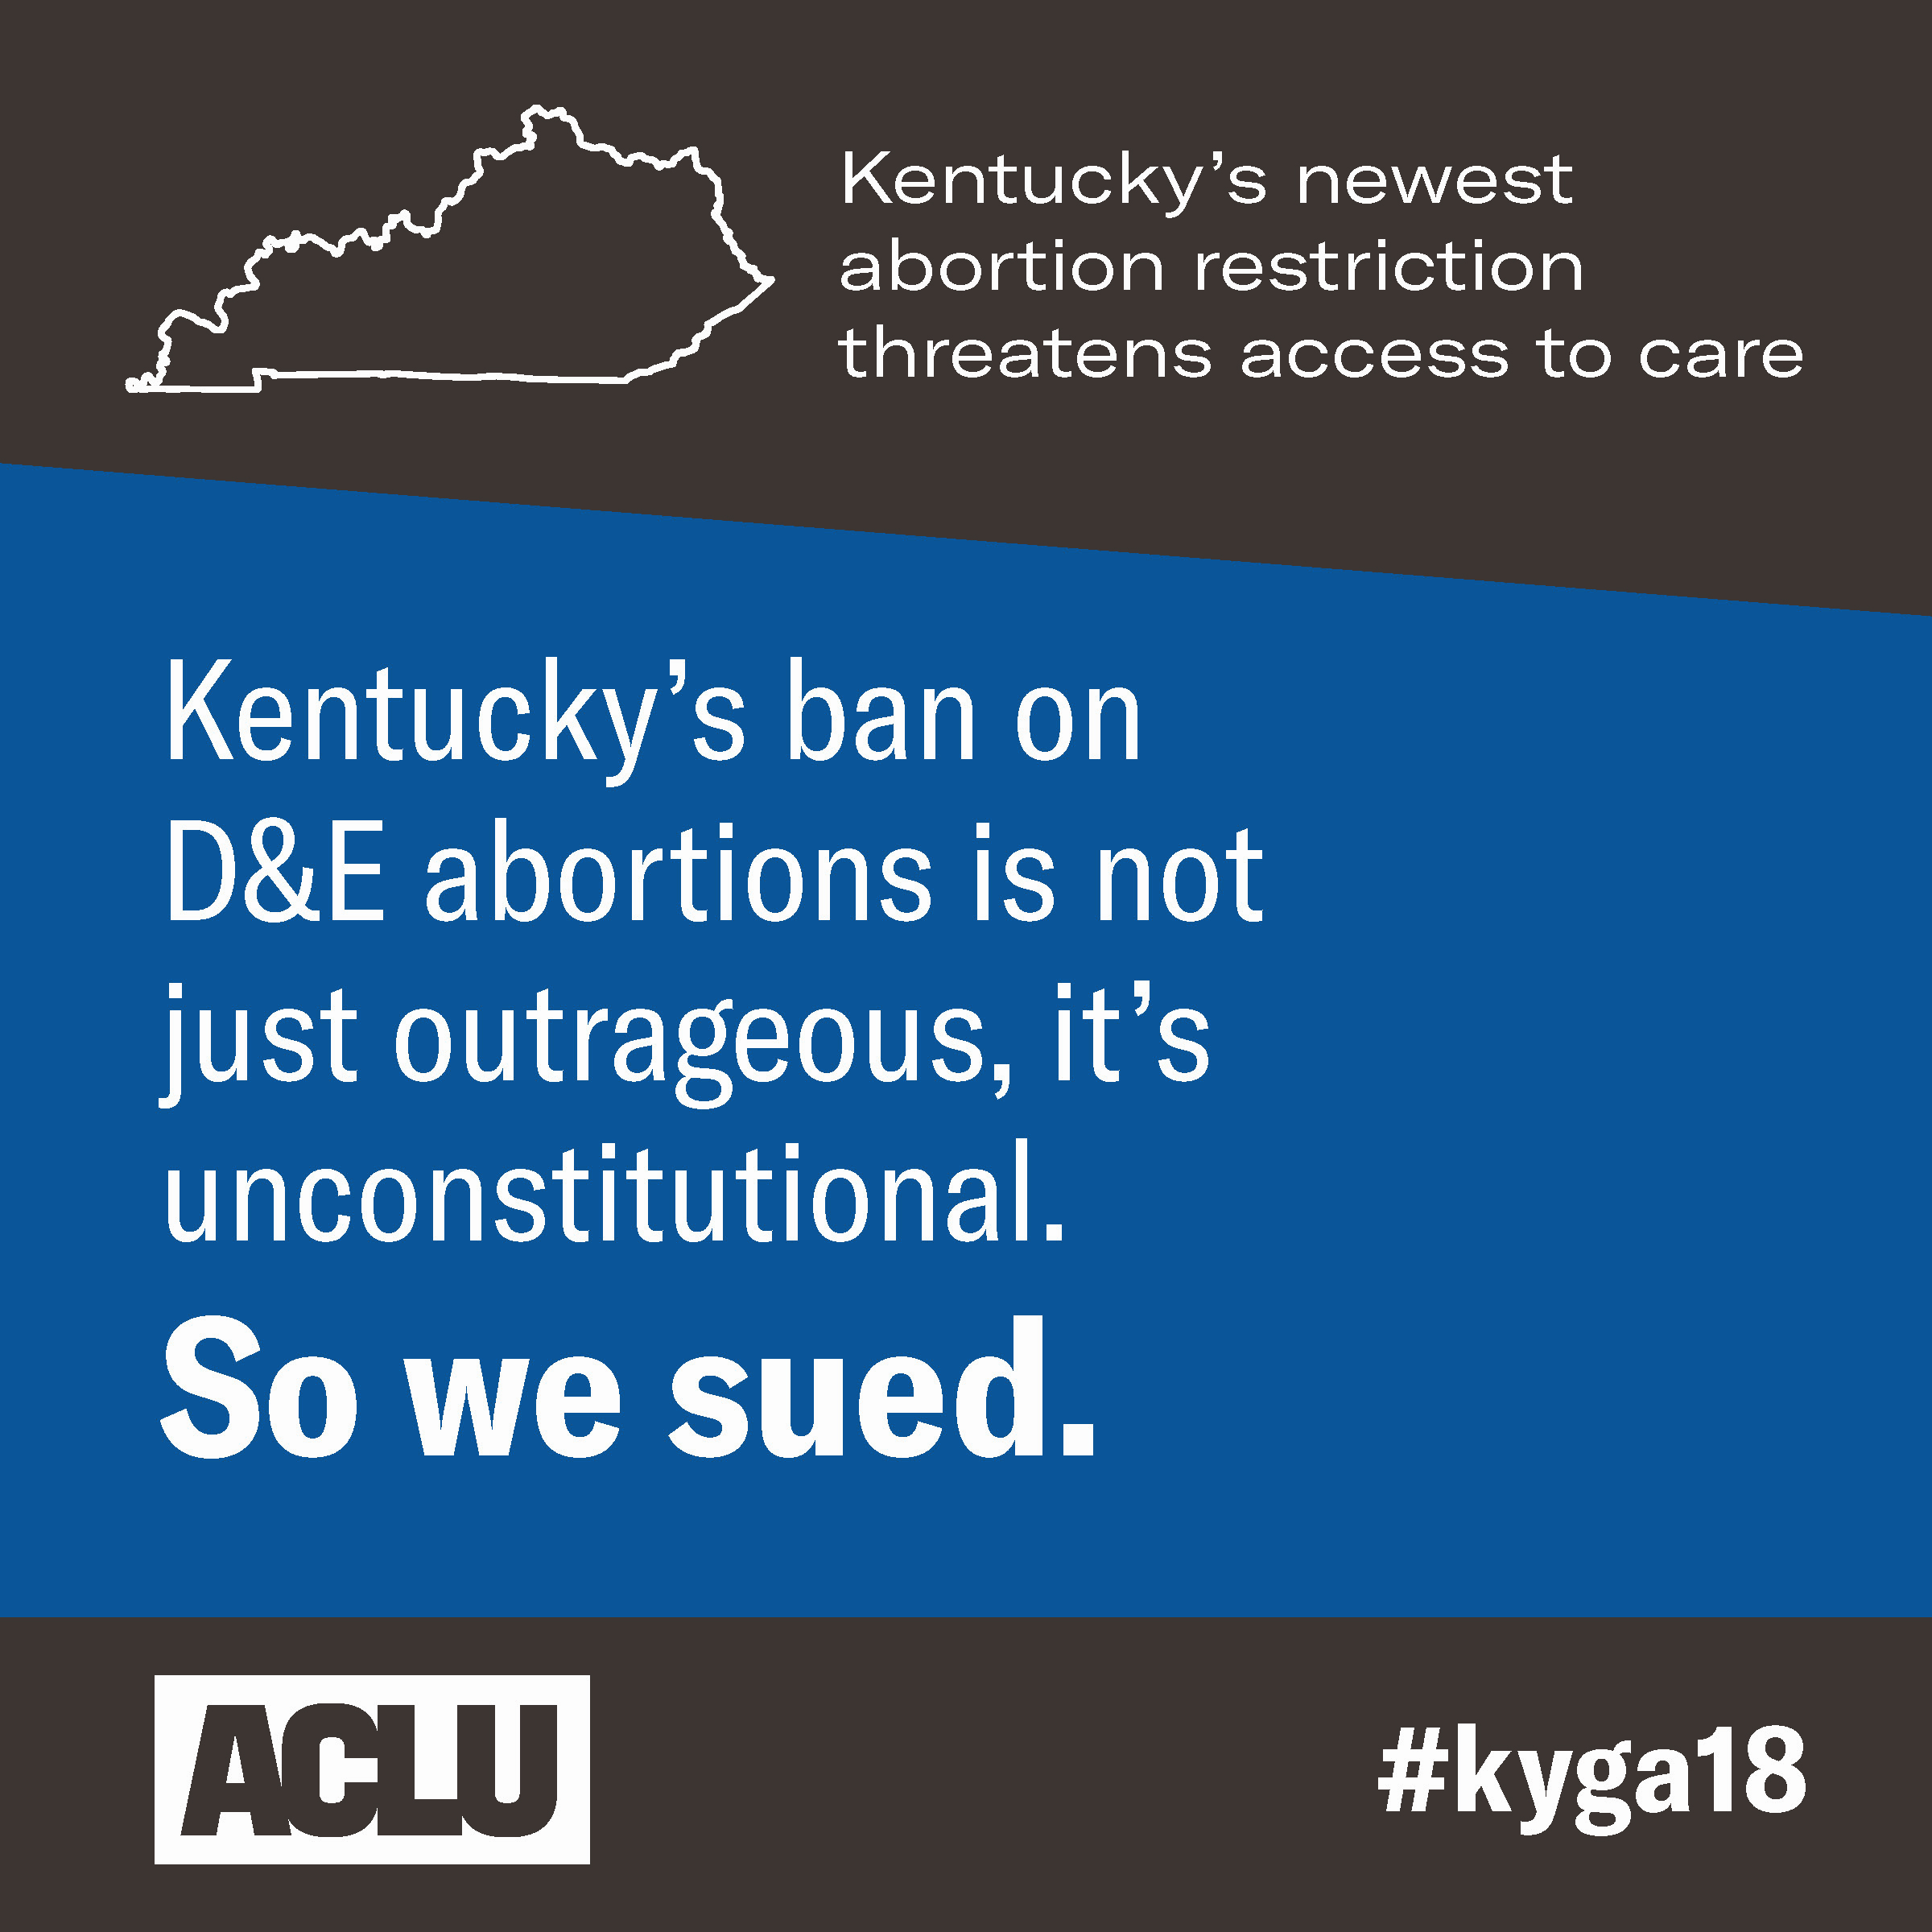 Kentucky’s newest
abortion restriction
threatens access to care
Kentucky’s ban on
D&E abortions is not
just outrageous, it’s
unconstitutional.
So we sued.
ACLU
#kyga18